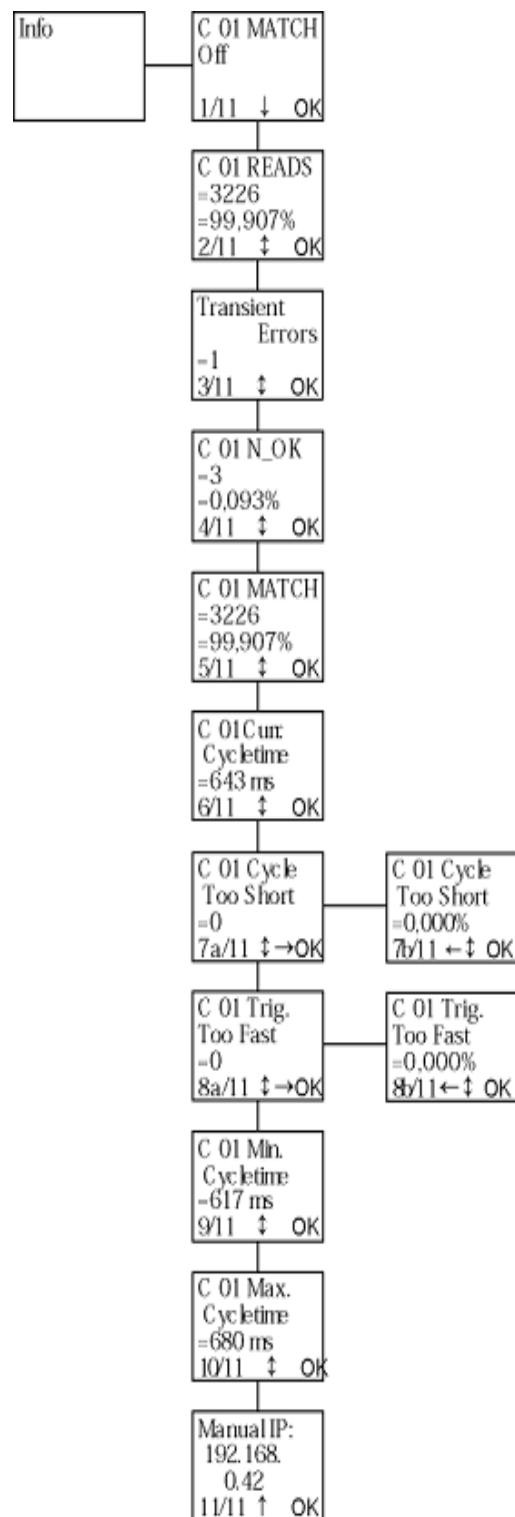 Info
C 01 MATCH
Off
1/11 ↓ OK
C 01 READS
=3226
=99,907%
2/11 ↕ OK
Transient
Errors
=1
3/11 ↕ OK
C 01 N_OK
=3
=0,093%
4/11 ↕ OK
C 01 MATCH
=3226
=99,907%
5/11 ↕ OK
C 01Curr.
Cycletime
=643 ms
6/11 ↕ OK
C 01 Cycle
Too Short
=0
7a/11 ↕→OK
C 01 Cycle
Too Short
=0,000%
7b/11 ←↕ OK
C 01 Trig.
Too Fast
=0
8a/11 ↕→OK
C 01 Trig.
Too Fast
=0,000%
8b/11←↕ OK
C 01 Min.
Cycletime
=617 ms
9/11 ↕ OK
C 01 Max.
Cycletime
=680 ms
10/11 ↕ OK
Manual IP:
192.168.
0.42
11/11 ↑ OK